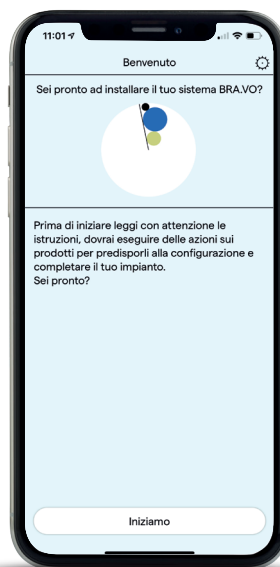 11:01
Benvenuto
Sei pronto ad installare il tuo sistema BRA.VO?
Prima di iniziare leggi con attenzione le
istruzioni, dovrai eseguire delle azioni sui
prodotti per predisporli alla configurazione e
completare il tuo impianto.
Sei pronto?
Iniziamo